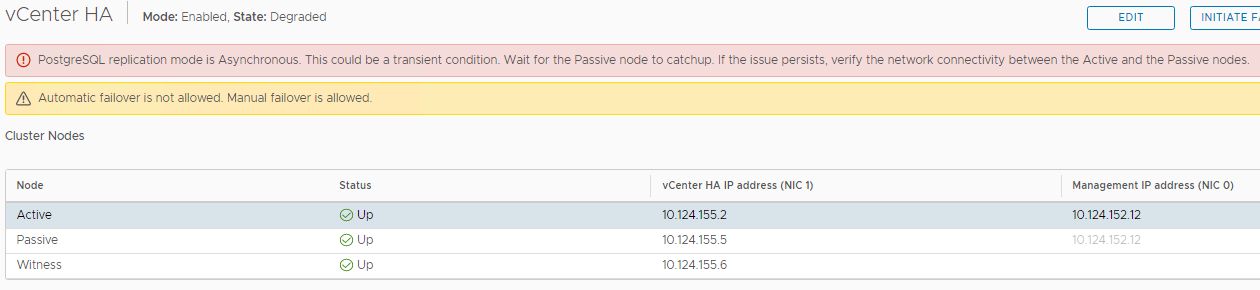 vCenter HA
Mode: Enabled, State: Degraded
EDIT
INITIATE FA
PostgreSQL replication mode is Asynchronous. This could be a transient condition. Wait for the Passive node to catchup. If the issue persists, verify the network connectivity between the Active and the Passive nodes.
Automatic failover is not allowed. Manual failover is allowed.
Cluster Nodes
Node Status vCenter HA IP address (NIC 1) Management IP address (NIC 0)
Active Up 10.124.155.2 10.124.152.12
Passive Up 10.124.155.5 10.124.152.12
Witness Up 10.124.155.6